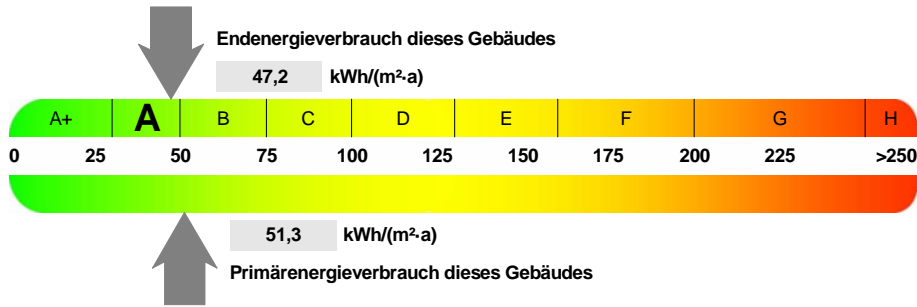 Endenergieverbrauch dieses Gebäudes
47,2 kWh/(m²·a)
A+ A B C D E F G H
0 25 50 75 100 125 150 175 200 225 >250
51,3 kWh/(m²·a)
Primärenergieverbrauch dieses Gebäudes